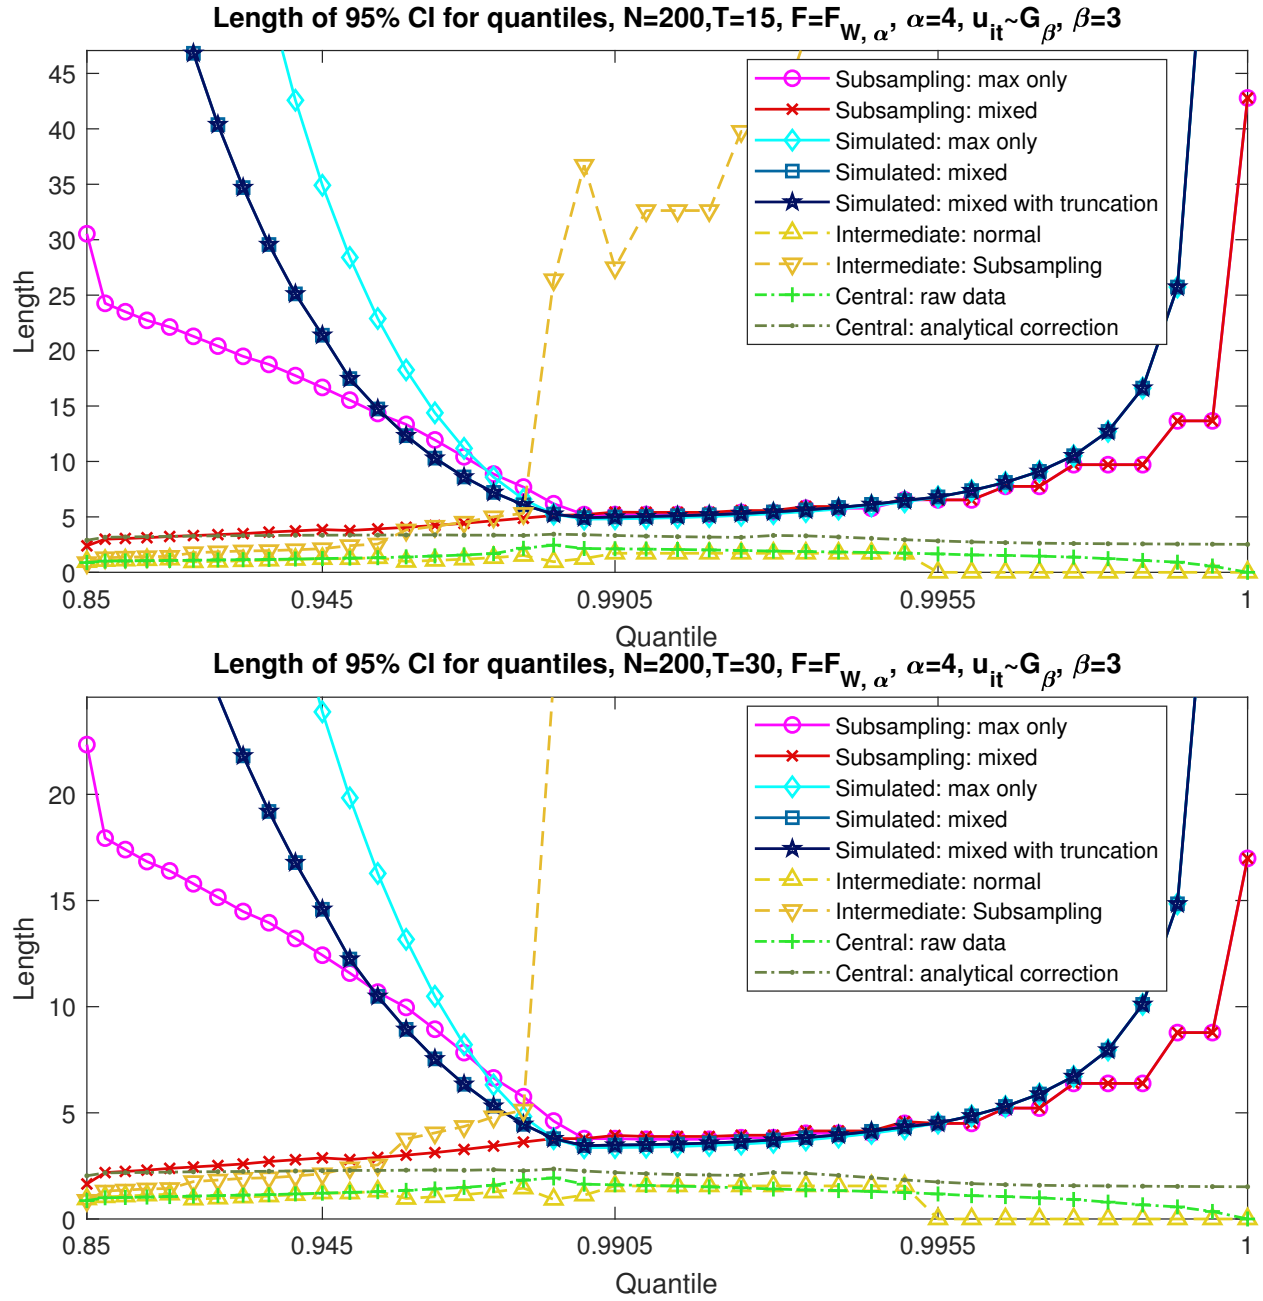 Length of 95% CI for quantiles, N=200,T=15, F=F_W, α, α=4, u_it~G_β, β=3
45
40
35
30
25
20
15
10
5
0
Length
Subsampling: max only
Subsampling: mixed
Simulated: max only
Simulated: mixed
Simulated: mixed with truncation
Intermediate: normal
Intermediate: Subsampling
Central: raw data
Central: analytical correction
0.85 0.945 0.9905 0.9955 1
Quantile
Length of 95% CI for quantiles, N=200,T=30, F=F_W, α, α=4, u_it~G_β, β=3
20
15
10
5
0
Length
Subsampling: max only
Subsampling: mixed
Simulated: max only
Simulated: mixed
Simulated: mixed with truncation
Intermediate: normal
Intermediate: Subsampling
Central: raw data
Central: analytical correction
0.85 0.945 0.9905 0.9955 1
Quantile